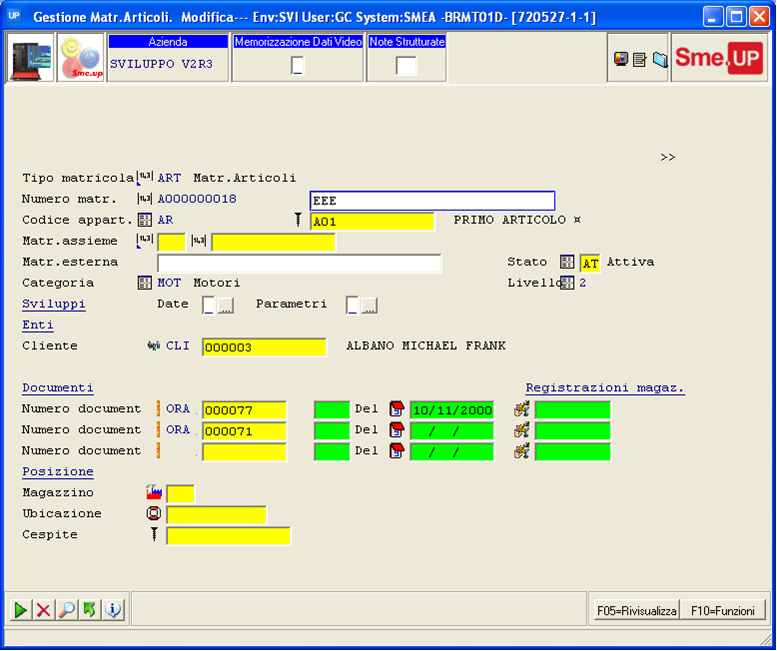 UP Gestione Matr.Articoli. Modifica--- Env:SVI User:GC System:SMEA -BRMT01D- [720527-1-1]
Azienda Memorizzazione Dati Video Note Strutturate
Sme.up SVILUPPO V2R3 Sme.UP
>>
Tipo matricola ART Matr.Articoli
Numero matr. A000000018 EEE
Codice appart. AR A01 PRIMO ARTICOLO ¤
Matr.assieme
Matr.esterna Stato AT Attiva
Categoria MOT Motori Livello 2
Sviluppi Date _ ... Parametri _ ...
Enti
Cliente CLI 000003 ALBANO MICHAEL FRANK
Documenti Registrazioni magaz.
Numero document ORA . 000077 Del 10/11/2000
Numero document ORA . 000071 Del / /
Numero document . Del / /
Posizione
Magazzino
Ubicazione
Cespite
F05=Rivisualizza F10=Funzioni